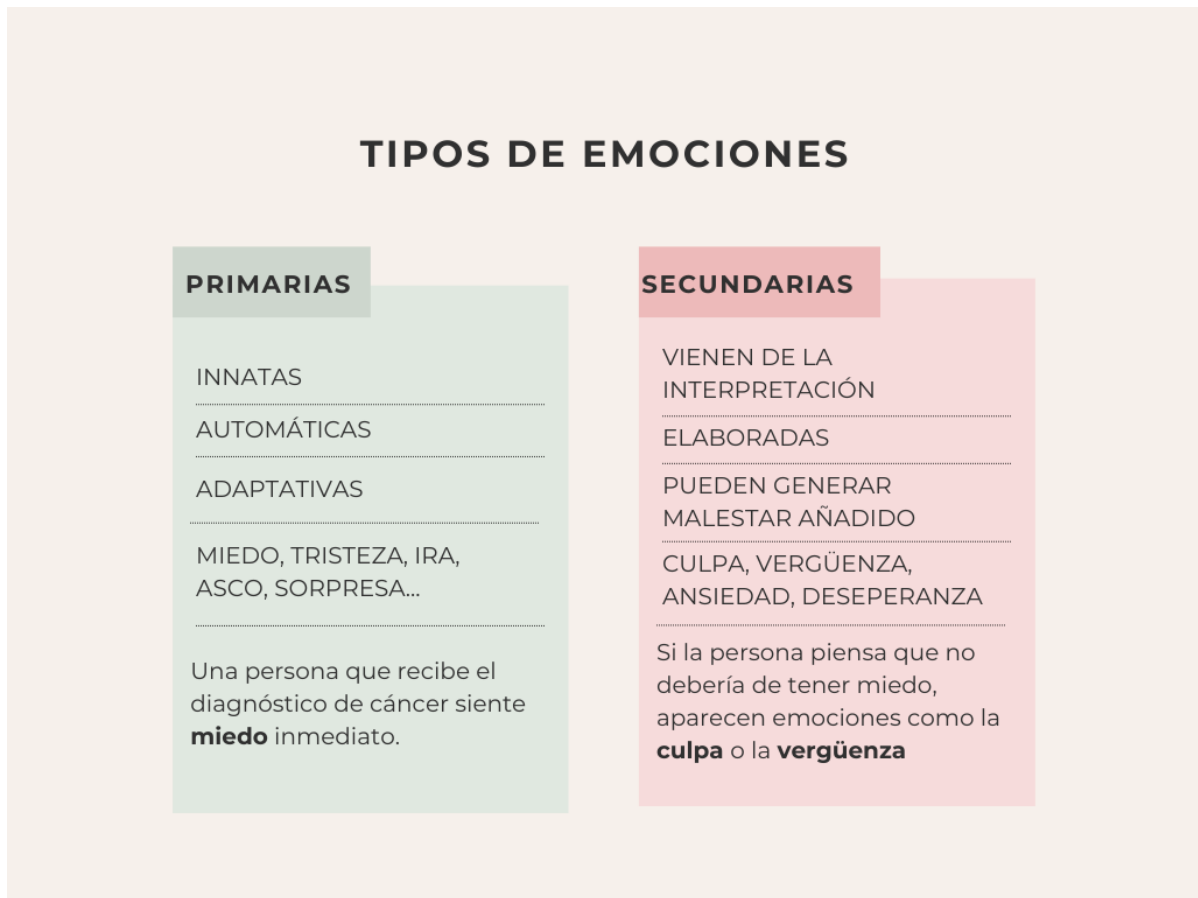 TIPOS DE EMOCIONES
PRIMARIAS
INNATAS
AUTOMÁTICAS
ADAPTATIVAS
MIEDO, TRISTEZA, IRA,
ASCO, SORPRESA...
Una persona que recibe el
diagnóstico de cáncer siente
miedo inmediato.
SECUNDARIAS
VIENEN DE LA
INTERPRETACIÓN
ELABORADAS
PUEDEN GENERAR
MALESTAR AÑADIDO
CULPA, VERGÜENZA,
ANSIEDAD, DESEPERANZA
Si la persona piensa que no
debería de tener miedo,
aparecen emociones como la
culpa o la vergüenza